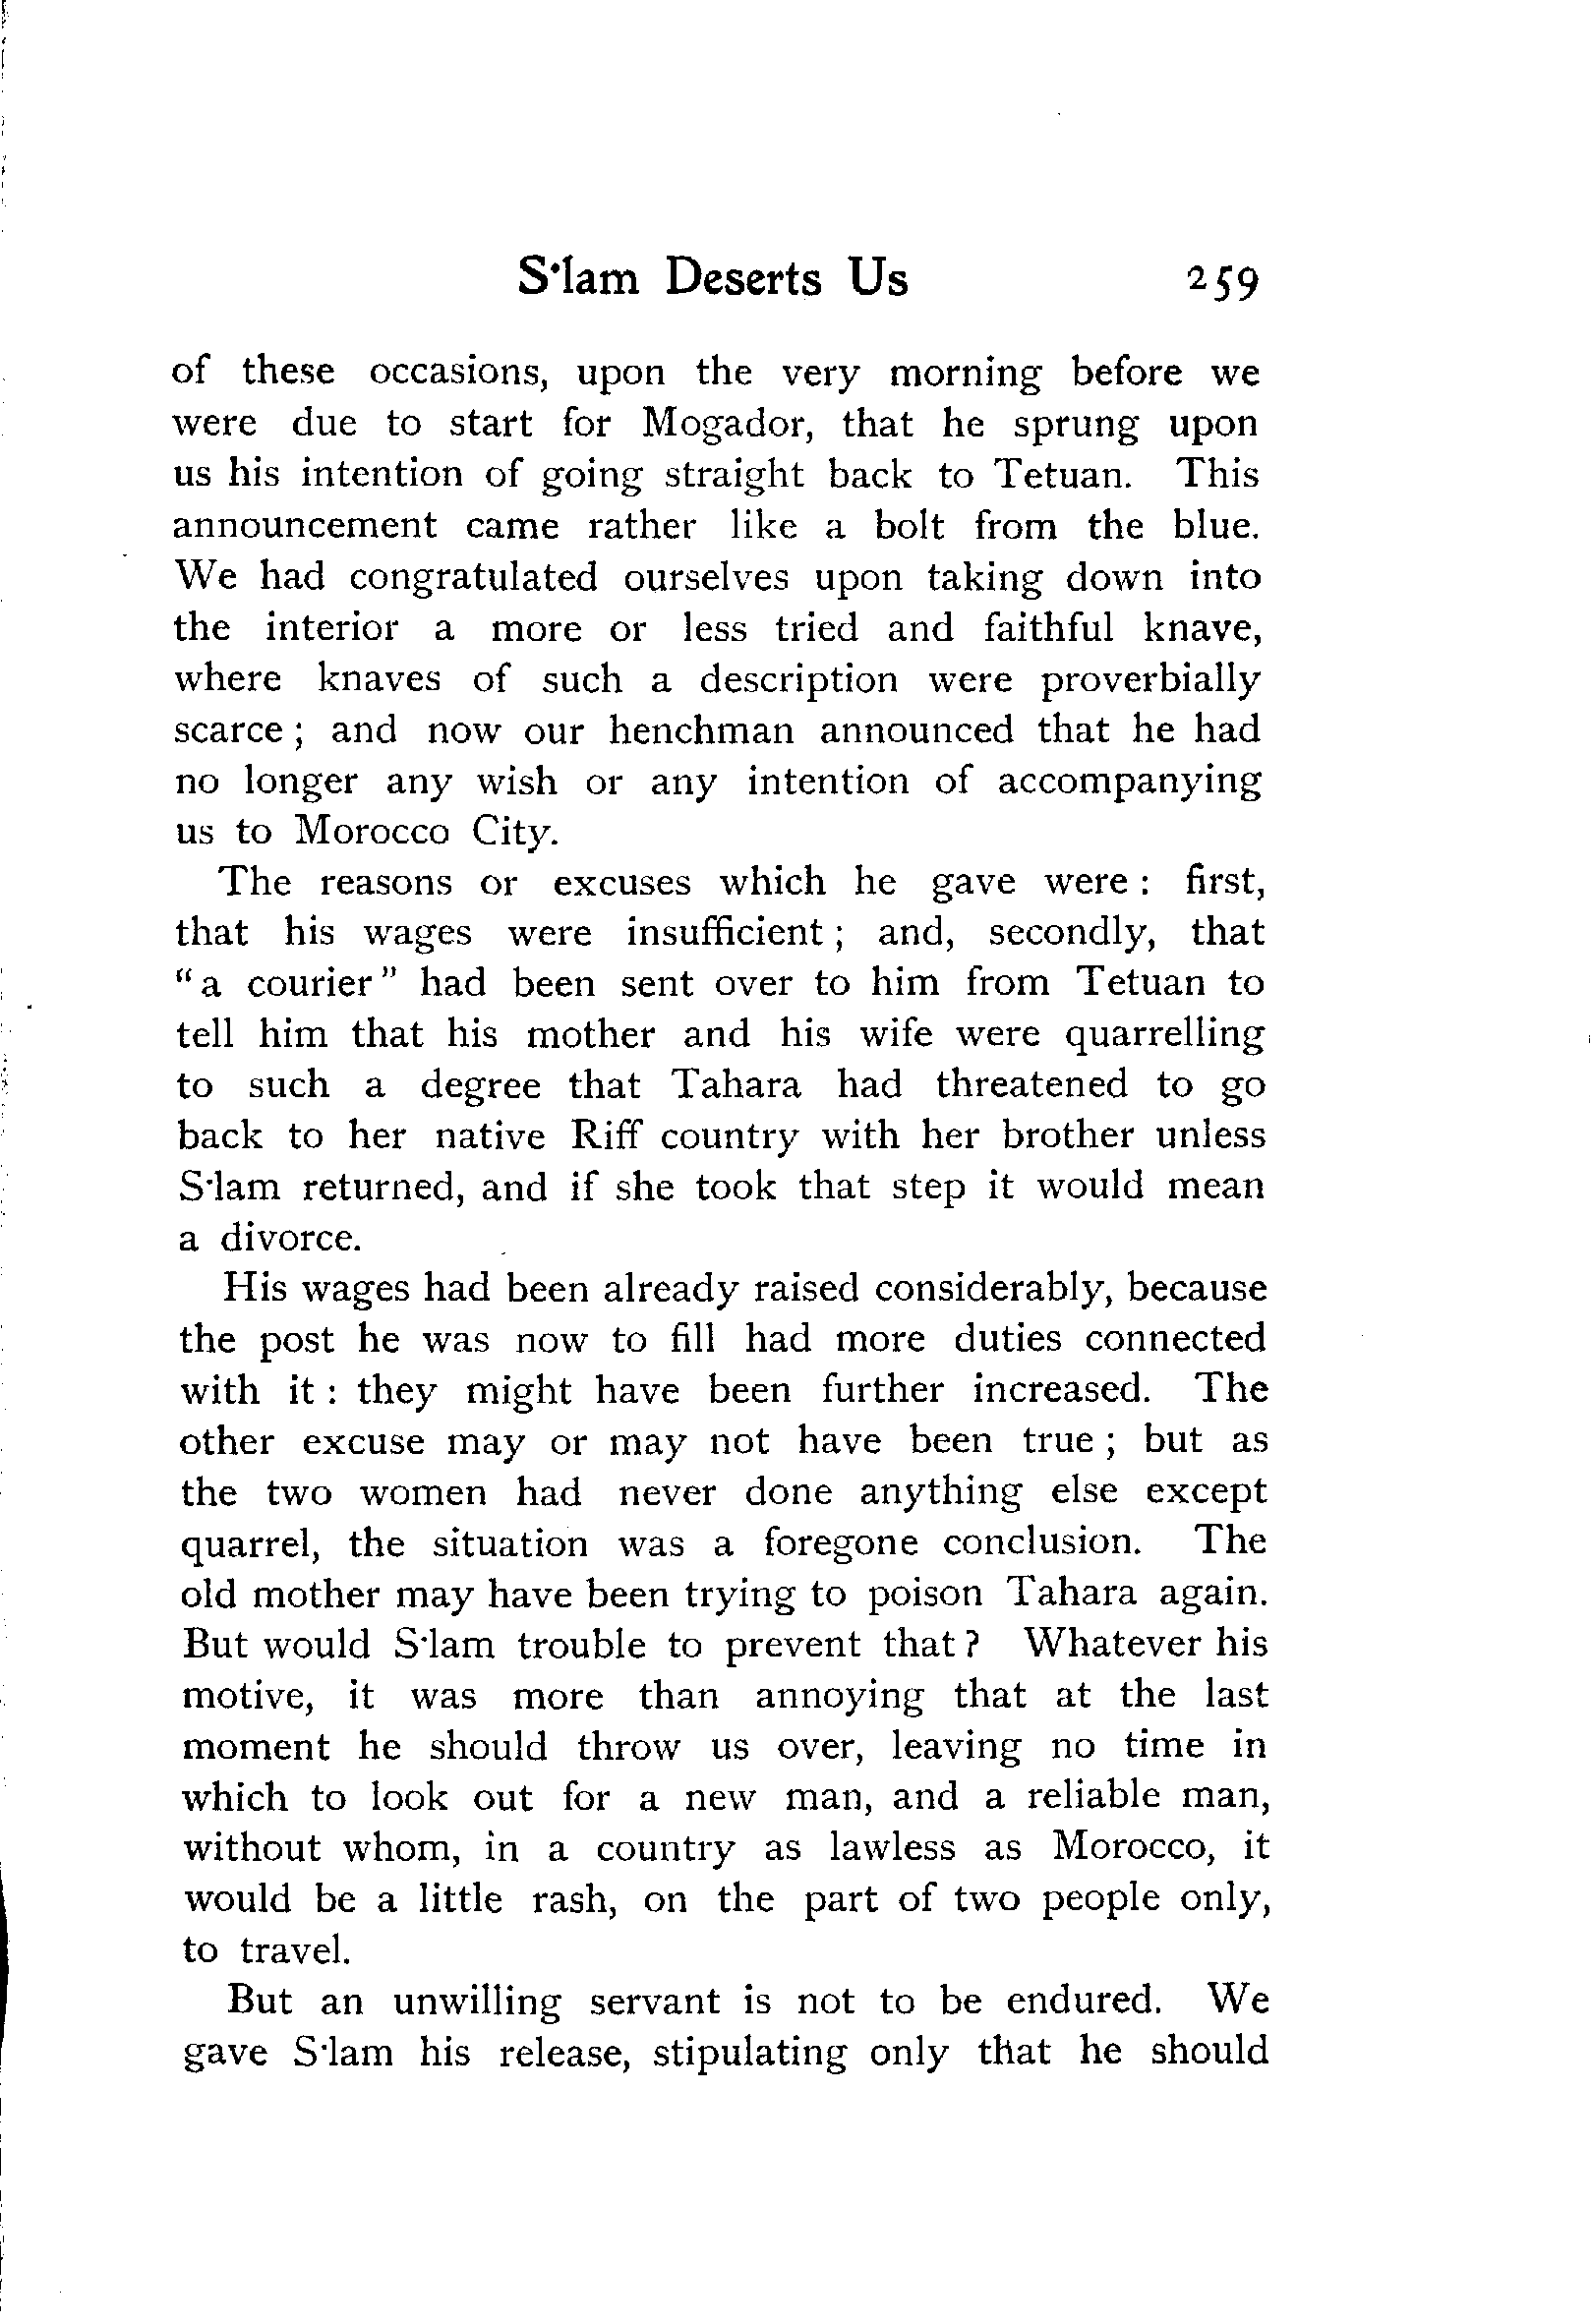 S·lam Deserts Us 259
of these occasions, upon the very morning before we
were due to start for Mogador, that he sprung upon
us his intention of going straight back to Tetuan. This
announcement came rather like a bolt from the blue.
We had congratulated ourselves upon taking down into
the interior a more or less tried and faithful knave,
where knaves of such a description were proverbially
scarce; and now our henchman announced that he had
no longer any wish or any intention of accompanying
us to Morocco City.
The reasons or excuses which he gave were: first,
that his wages were insufficient; and, secondly, that
"a courier" had been sent over to him from Tetuan to
tell him that his mother and his wife were quarrelling
to such a degree that Tahara had threatened to go
back to her native Riff country with her brother unless
S·lam returned, and if she took that step it would mean
a divorce.
His wages had been already raised considerably, because
the post he was now to fill had more duties connected
with it: they might have been further increased. The
other excuse may or may not have been true; but as
the two women had never done anything else except
quarrel, the situation was a foregone conclusion. The
old mother may have been trying to poison Tahara again.
But would S·lam trouble to prevent that? Whatever his
motive, it was more than annoying that at the last
moment he should throw us over, leaving no time in
which to look out for a new man, and a reliable man,
without whom, in a country as lawless as Morocco, it
would be a little rash, on the part of two people only,
to travel.
But an unwilling servant is not to be endured. We
gave S·lam his release, stipulating only that he should